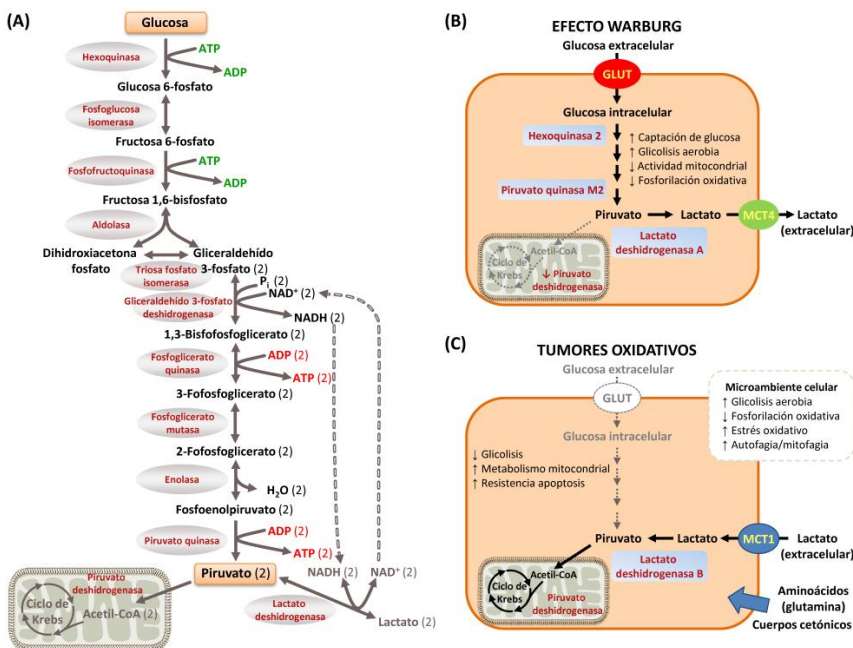 (A)
Glucosa
Hexoquinasa
ATP
ADP
Glucosa 6-fosfato
Fosfoglucosa
isomerasa
Fructosa 6-fosfato
Fosfofructoquinasa
ATP
ADP
Fructosa 1,6-bisfosfato
Aldolasa
Dihidroxiacetona
fosfato
Gliceraldehído
3-fosfato (2)
Triosa fosfato
isomerasa
Pi (2)
NAD+ (2)
Gliceraldehído 3-fosfato
deshidrogenasa
NADH (2)
1,3-Bisfofosfoglicerato (2)
Fosfoglicerato
quinasa
ADP (2)
ATP (2)
3-Fofosfoglicerato (2)
Fosfoglicerato
mutasa
2-Fofosfoglicerato (2)
Enolasa
H2O (2)
Fosfoenolpiruvato (2)
Piruvato quinasa
ADP (2)
ATP (2)
Piruvato (2)
NADH (2)
NAD+ (2)
Lactato
deshidrogenasa
Lactato (2)
Piruvato
deshidrogenasa
Ciclo de
Krebs
Acetil-CoA (2)
(B)
EFECTO WARBURG
Glucosa extracelular
GLUT
Glucosa intracelular
Hexoquinasa 2
↑ Captación de glucosa
↑ Glicolisis aerobia
↓ Actividad mitocondrial
↓ Fosforilación oxidativa
Piruvato quinasa M2
Piruvato
Lactato
MCT4
Lactato
(extracelular)
Lactato
deshidrogenasa A
Acetil-CoA
Ciclo de
Krebs
↓ Piruvato
deshidrogenasa
(C)
TUMORES OXIDATIVOS
Glucosa extracelular
GLUT
Glucosa intracelular
Microambiente celular
↑ Glicolisis aerobia
↓ Fosforilación oxidativa
↑ Estrés oxidativo
↑ Autofagia/mitofagia
↓ Glicolisis
↑ Metabolismo mitocondrial
↑ Resistencia apoptosis
Piruvato
Lactato
MCT1
Lactato
(extracelular)
Lactato
deshidrogenasa B
Acetil-CoA
Ciclo de
Krebs
Piruvato
deshidrogenasa
Aminoácidos
(glutamina)
Cuerpos cetónicos